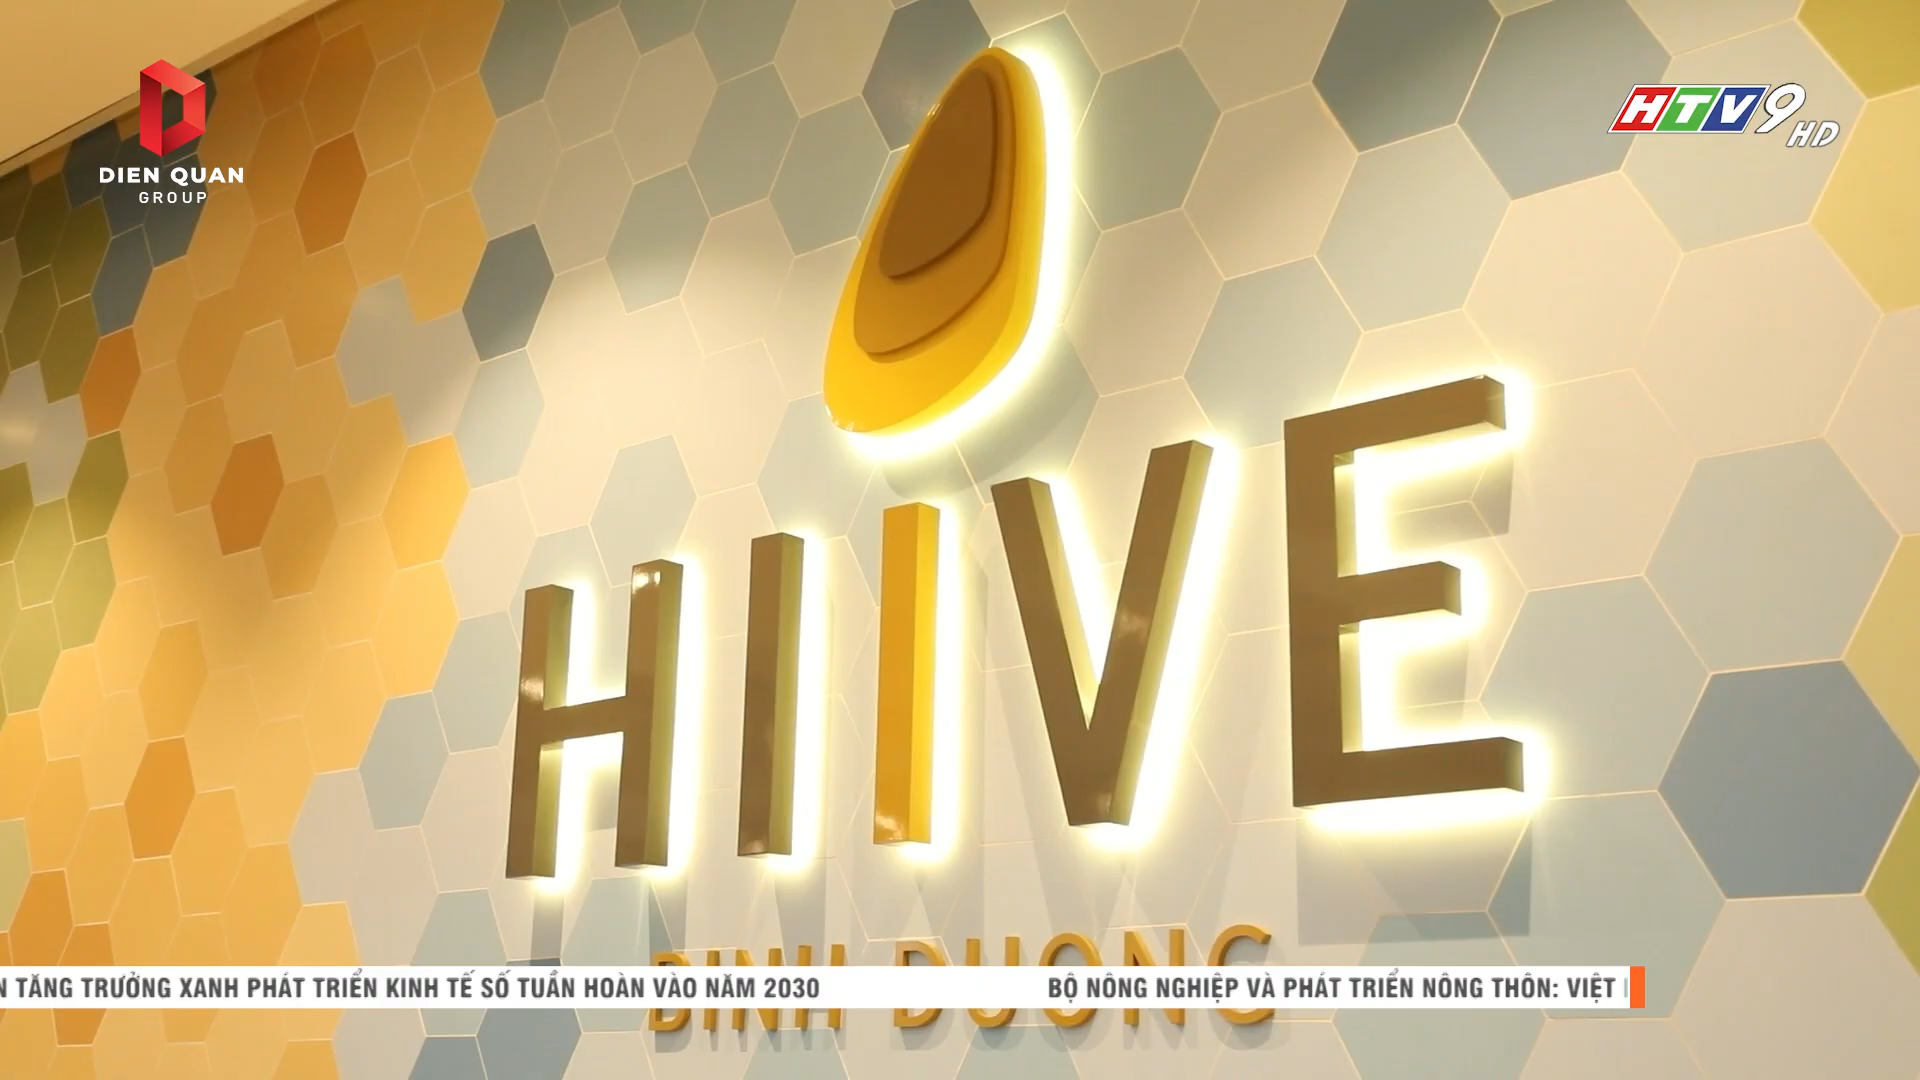 DIEN QUAN
GROUP
HTV9
HD
HIIVE
BINH DUONG
TĂNG TRƯỞNG XANH PHÁT TRIỂN KINH TẾ SỐ TUẦN HOÀN VÀO NĂM 2030
BỘ NÔNG NGHIỆP VÀ PHÁT TRIỂN NÔNG THÔN: VIỆT